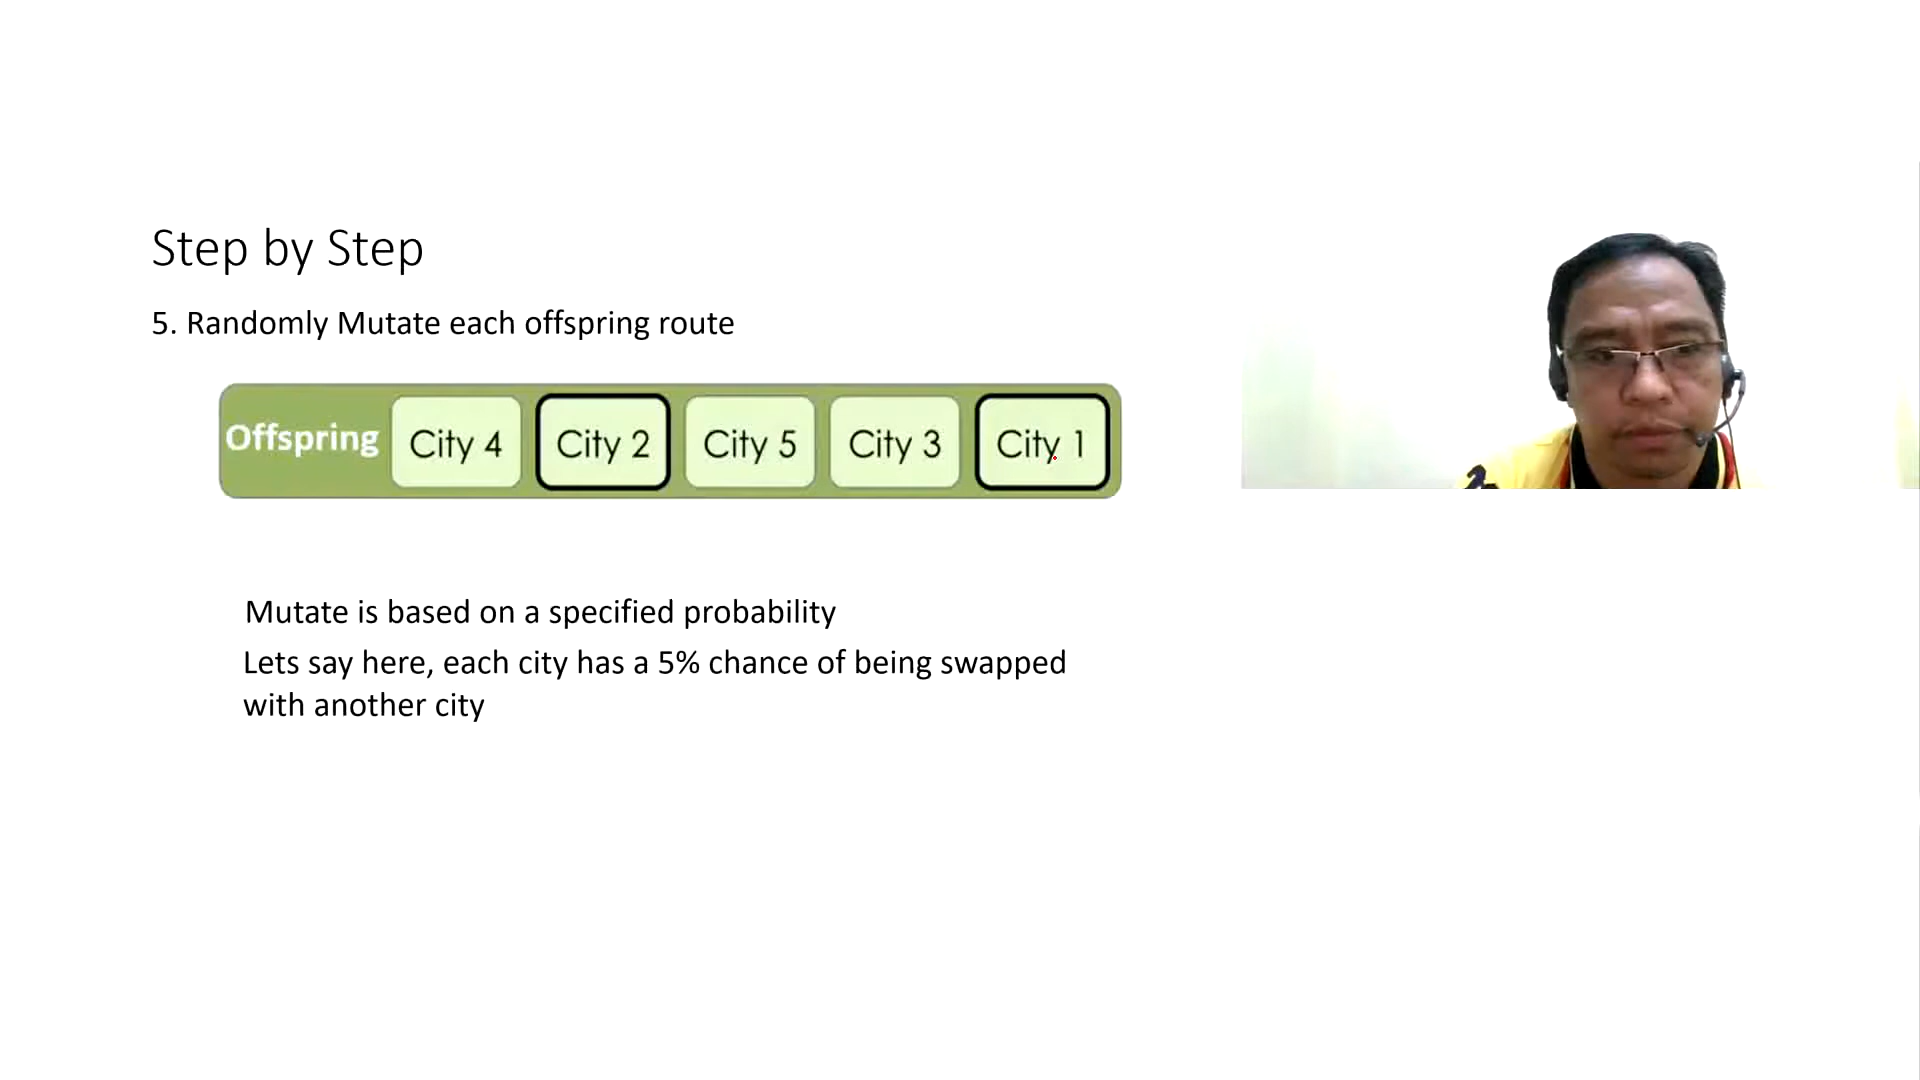 Step by Step
5. Randomly Mutate each offspring route
Offspring City 4 City 2 City 5 City 3 City 1
Mutate is based on a specified probability
Lets say here, each city has a 5% chance of being swapped
with another city